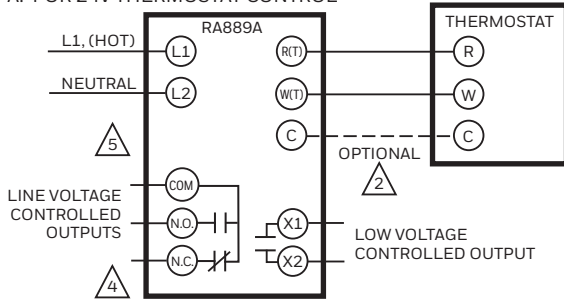 RA889A
L1, (HOT)
L1
NEUTRAL
L2
5
COM
LINE VOLTAGE
CONTROLLED
OUTPUTS
N.O.
N.C.
4
R(T)
W(T)
C
OPTIONAL
2
X1
X2
LOW VOLTAGE
CONTROLLED OUTPUT
THERMOSTAT
R
W
C